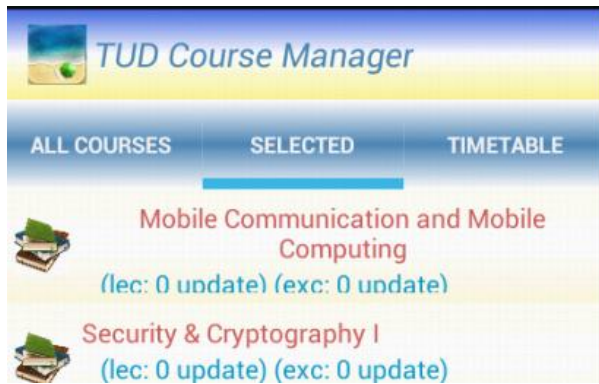 TUD Course Manager
ALL COURSES SELECTED TIMETABLE
Mobile Communication and Mobile
Computing
(lec: 0 update) (exc: 0 update)
Security & Cryptography I
(lec: 0 update) (exc: 0 update)